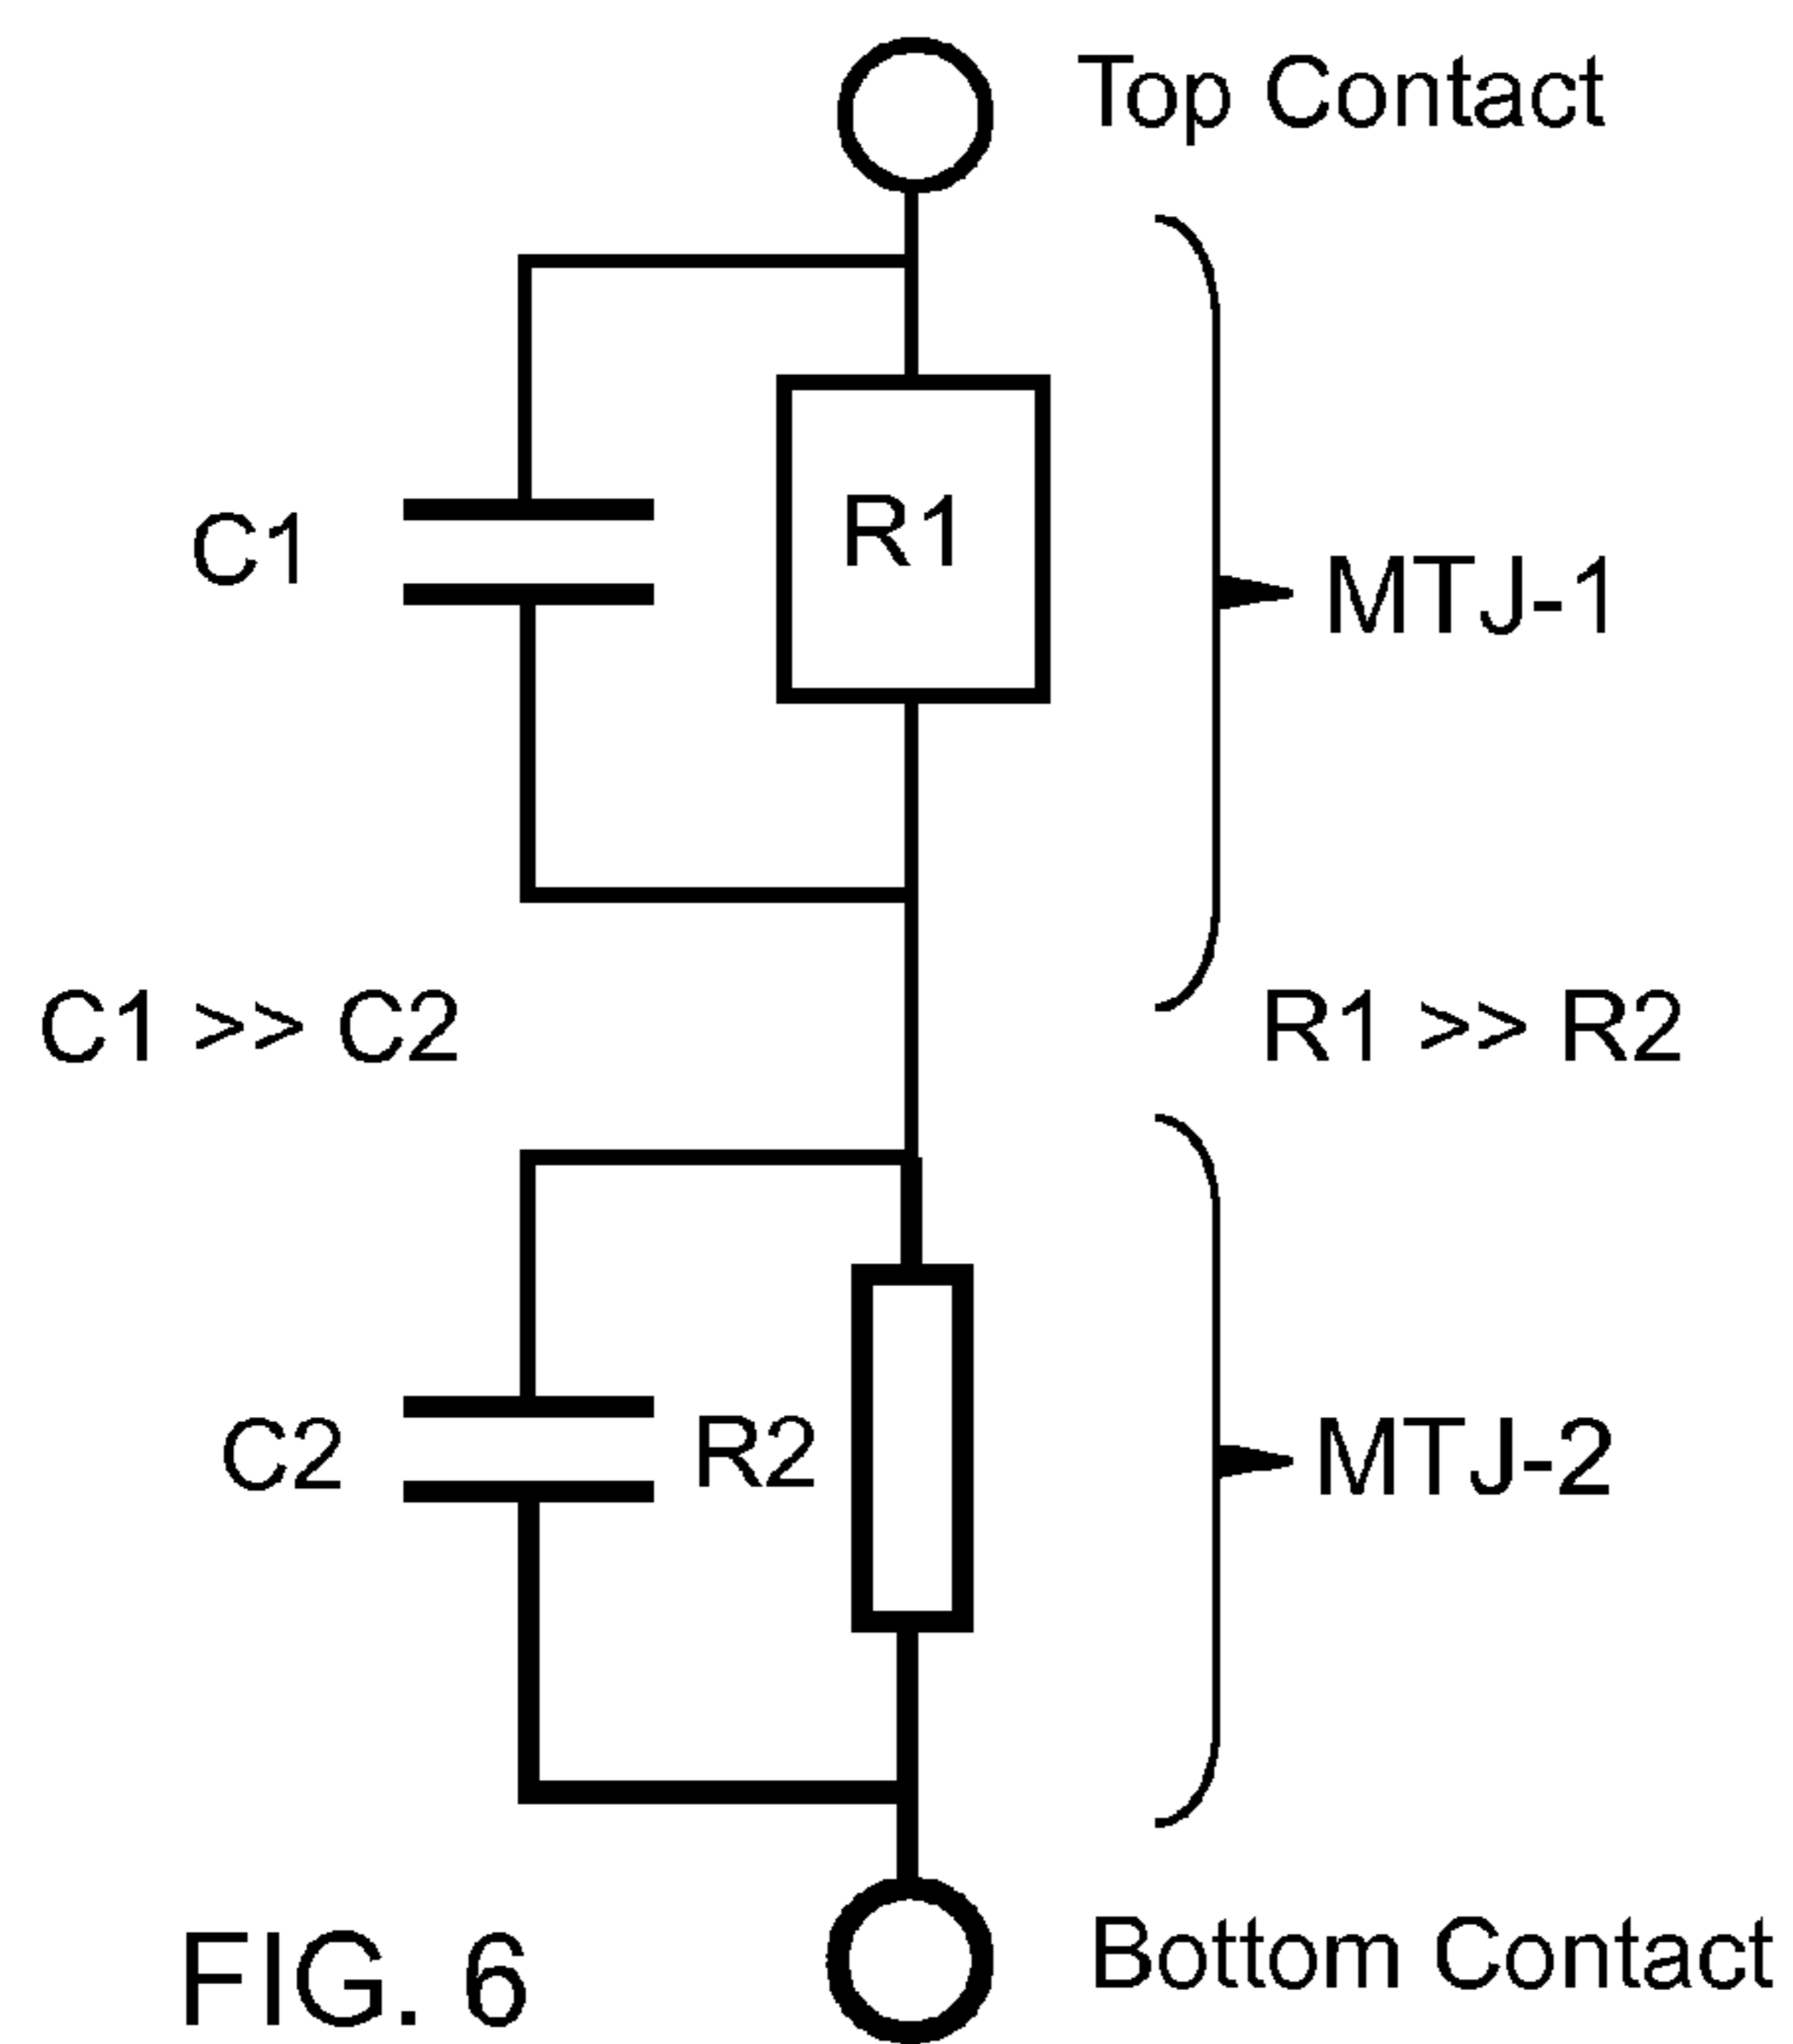 Top Contact
C1
R1
MTJ-1
C1 >> C2
R1 >> R2
C2
R2
MTJ-2
Bottom Contact
FIG. 6